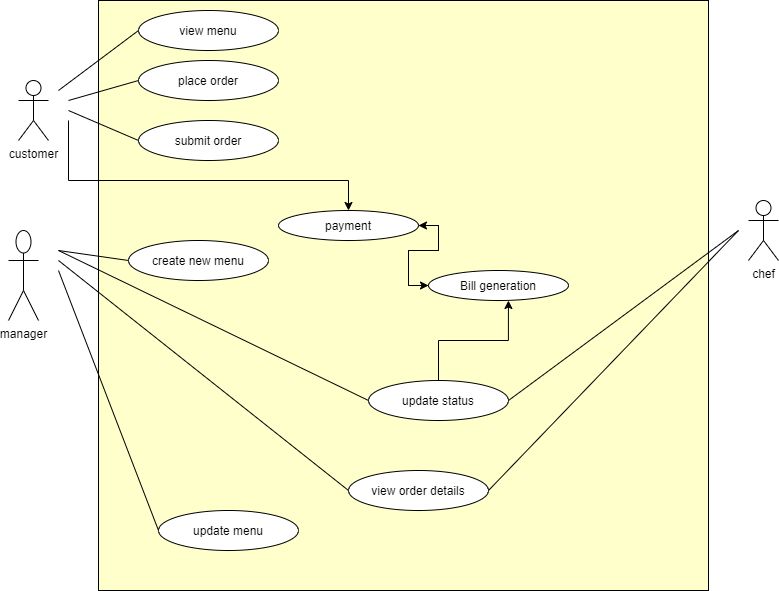 view menu
place order
customer
submit order
payment
create new menu
chef
Bill generation
manager
update status
view order details
update menu